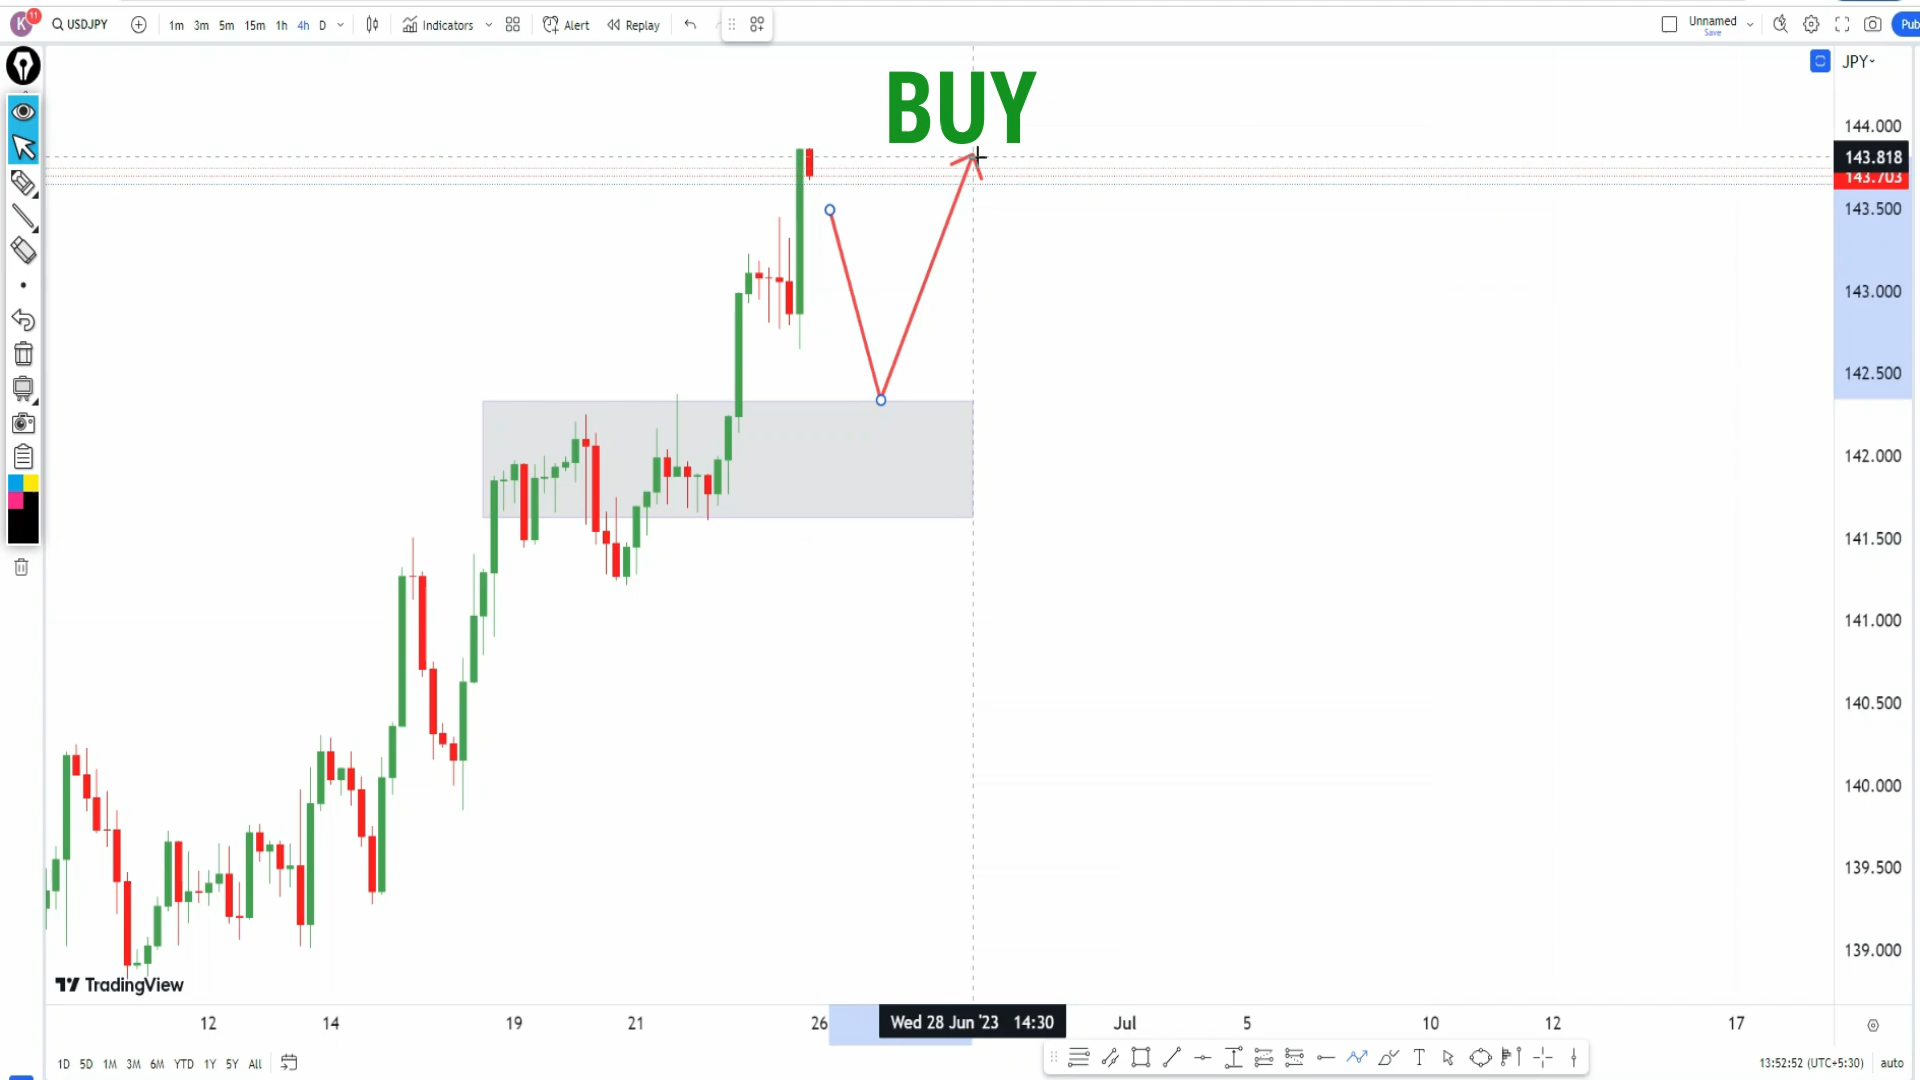 K 11 USDJPY 1m 3m 5m 15m 1h 4h D Indicators Alert Replay Unnamed
Save
Pub
JPY
BUY
144.000
143.818
143.703
143.500
143.000
142.500
142.000
141.500
141.000
140.500
140.000
139.500
139.000
TradingView
12 14 19 21 26 Wed 28 Jun '23 14:30 Jul 5 10 12 17
1D 5D 1M 3M 6M YTD 1Y 5Y All T 13:52:52 (UTC+5:30) auto